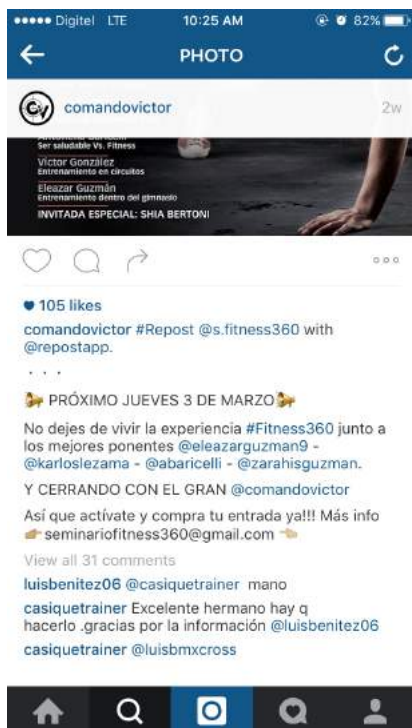 Digitel LTE 10:25 AM 82%
PHOTO
CV comandovictor 2w
Ser saludable Vs. Fitness
Víctor González
Entrenamiento en circuitos
Eleazar Guzmán
Entrenamiento dentro del gimnasio
INVITADA ESPECIAL: SHIA BERTONI
105 likes
comandovictor #Repost @s.fitness360 with
@repostapp.
. . .
PRÓXIMO JUEVES 3 DE MARZO
No dejes de vivir la experiencia #Fitness360 junto a
los mejores ponentes @eleazarguzman9 -
@karloslezama - @abaricelli - @zarahisguzman.
Y CERRANDO CON EL GRAN @comandovictor
Así que actívate y compra tu entrada ya!!! Más info
seminariofitness360@gmail.com
View all 31 comments
luisbenitez06 @casiquetrainer mano
casiquetrainer Excelente hermano hay q
hacerlo .gracias por la información @luisbenitez06
casiquetrainer @luisbmxcross